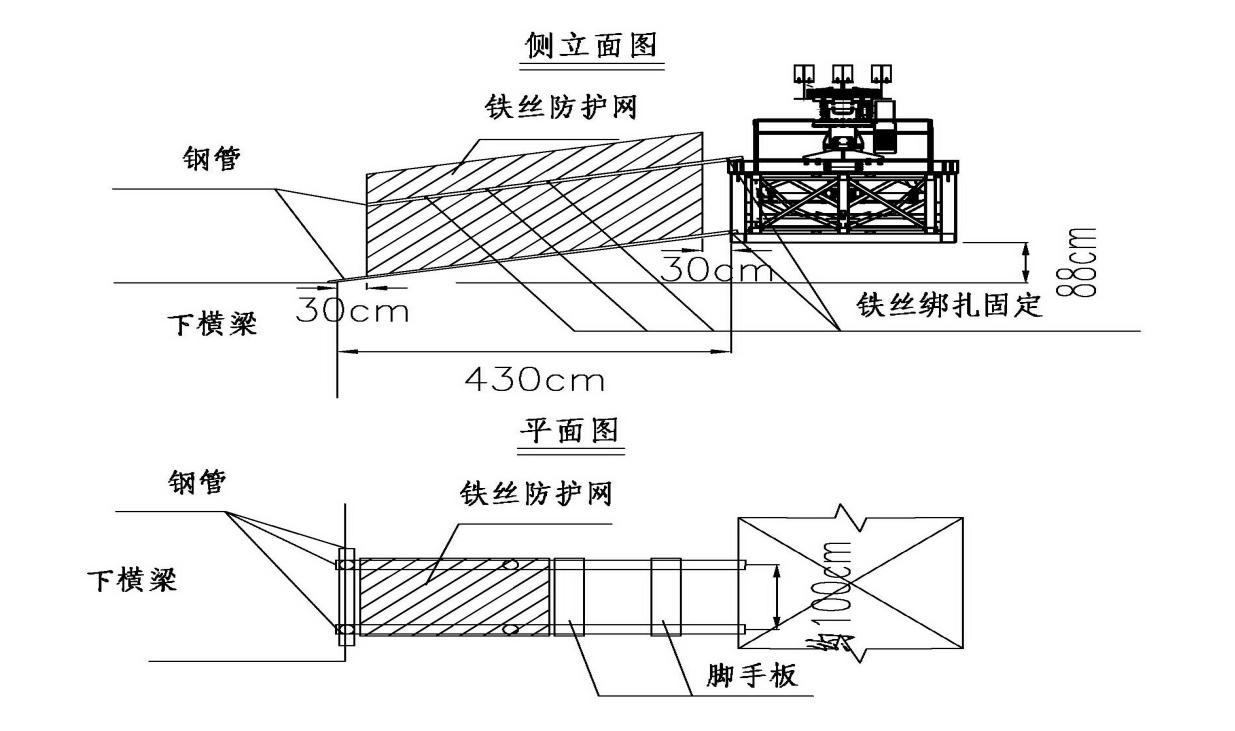 侧立面图
铁丝防护网
钢管
30cm
88cm
30cm
铁丝绑扎固定
下横梁
430cm
平面图
钢管
铁丝防护网
下横梁
约100cm
脚手板